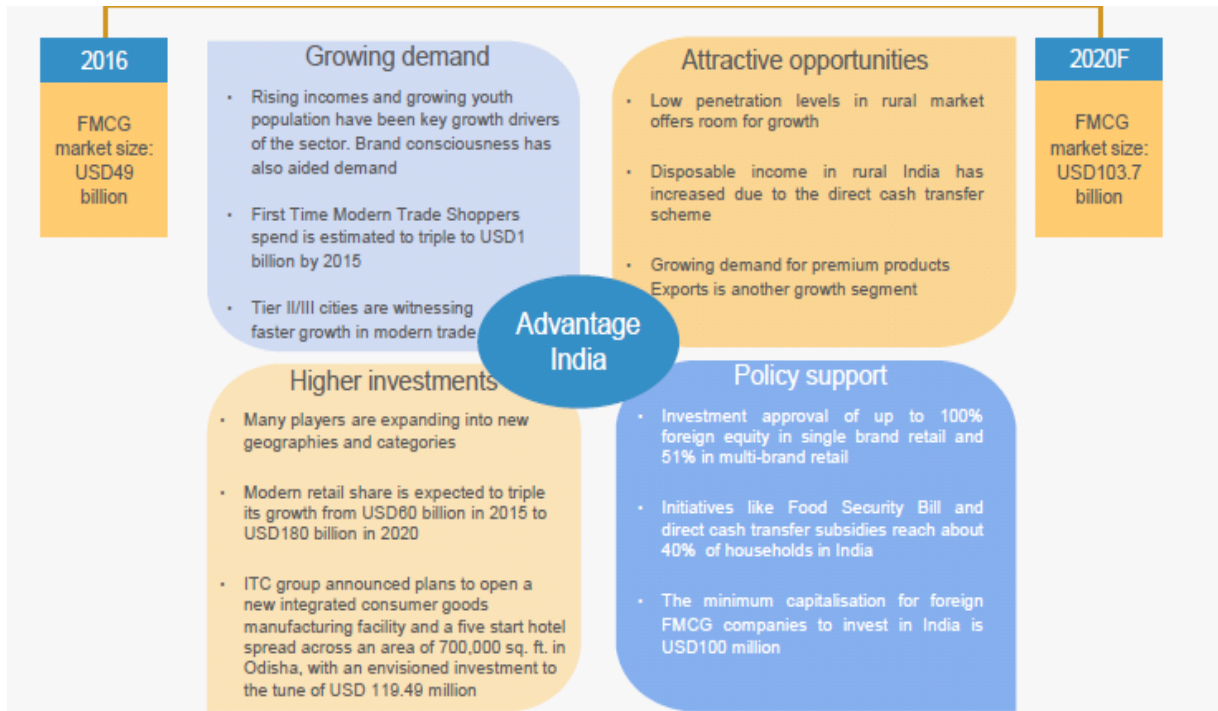 2016
FMCG
market size:
USD49
billion
Growing demand
• Rising incomes and growing youth
population have been key growth drivers
of the sector. Brand consciousness has
also aided demand
• First Time Modern Trade Shoppers
spend is estimated to triple to USD1
billion by 2015
• Tier II/III cities are witnessing
faster growth in modern trade
Attractive opportunities
• Low penetration levels in rural market
offers room for growth
• Disposable income in rural India has
increased due to the direct cash transfer
scheme
• Growing demand for premium products
Exports is another growth segment
2020F
FMCG
market size:
USD103.7
billion
Advantage
India
Higher investments
• Many players are expanding into new
geographies and categories
• Modern retail share is expected to triple
its growth from USD60 billion in 2015 to
USD180 billion in 2020
• ITC group announced plans to open a
new integrated consumer goods
manufacturing facility and a five start hotel
spread across an area of 700,000 sq. ft. in
Odisha, with an envisioned investment to
the tune of USD 119.49 million
Policy support
• Investment approval of up to 100%
foreign equity in single brand retail and
51% in multi-brand retail
• Initiatives like Food Security Bill and
direct cash transfer subsidies reach about
40% of households in India
• The minimum capitalisation for foreign
FMCG companies to invest in India is
USD100 million